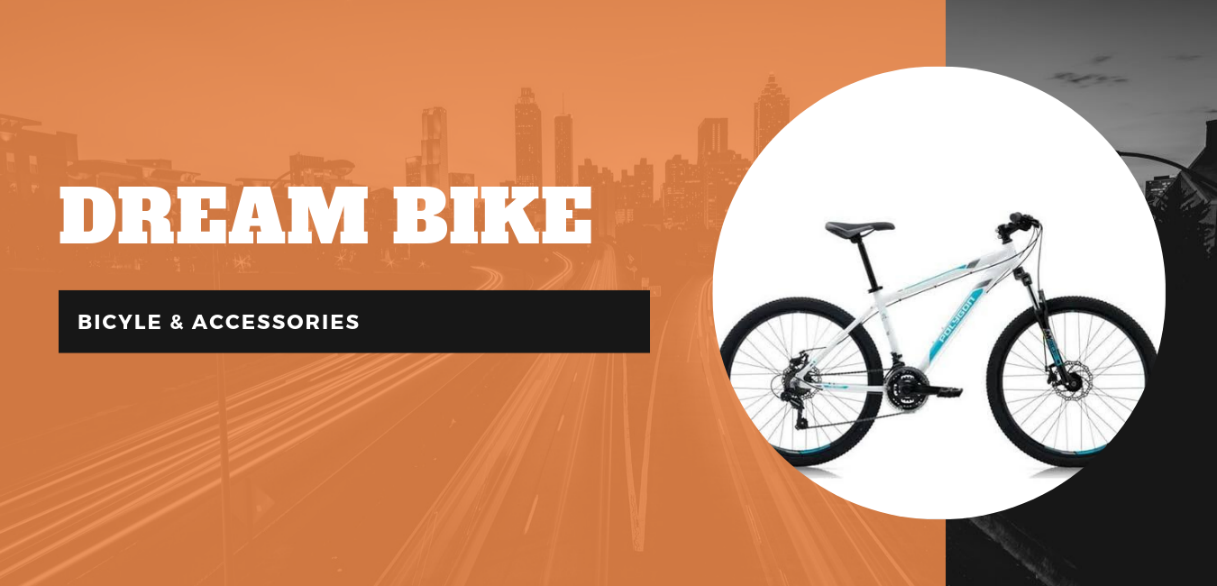 DREAM BIKE
BICYLE & ACCESSORIES
POLYGON